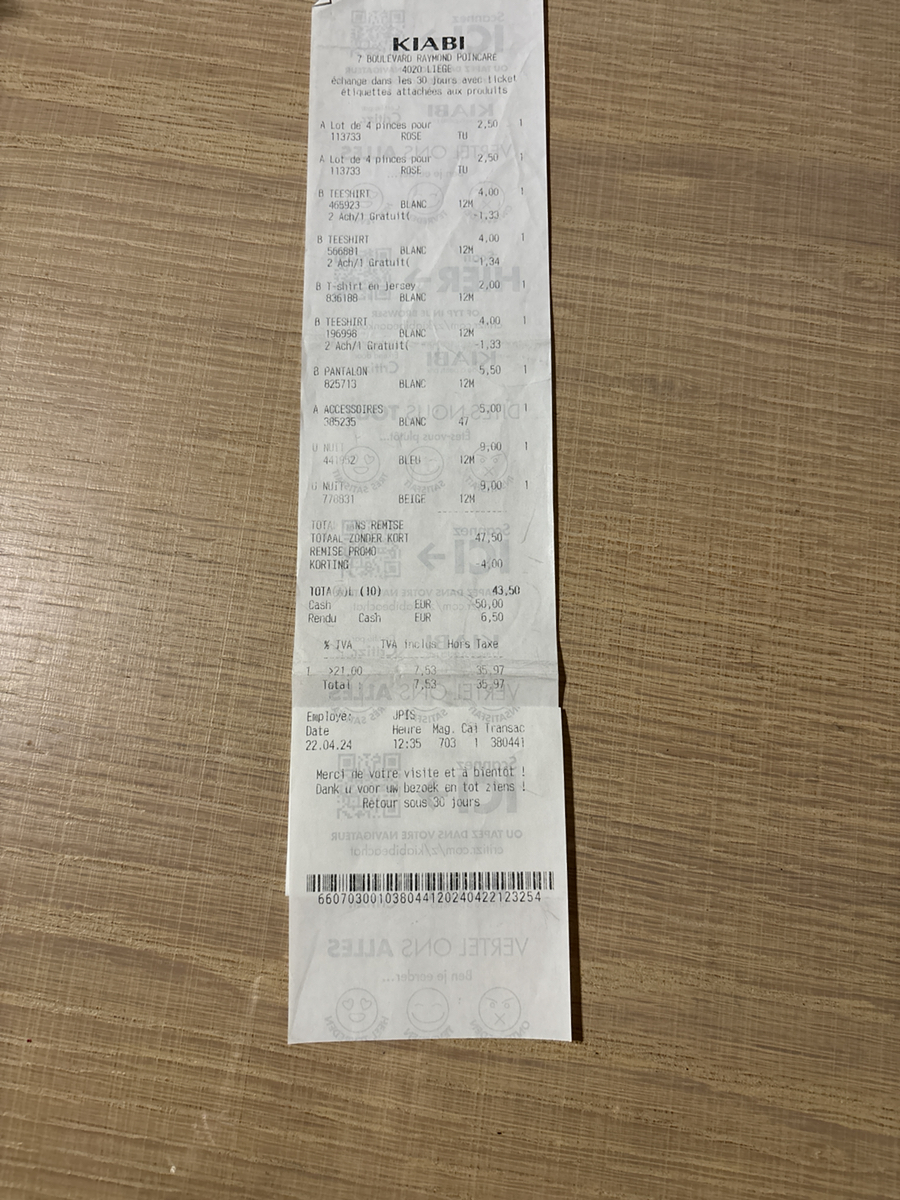 KIABI
7 BOULEVARD RAYMOND POINCARE
4020 LIEGE
échange dans les 30 jours avec ticket
étiquettes attachées aux produits
A Lot de 4 pinces pour 2,50 1
113733 ROSE TU
A Lot de 4 pinces pour 2,50 1
113733 ROSE TU
B TEESHIRT 4,00 1
465923 BLANC 12M
2 Ach/1 Gratuit( -1,33
B TEESHIRT 4,00 1
566881 BLANC 12M
2 Ach/1 Gratuit( -1,34
B T-shirt en jersey 2,00 1
836188 BLANC 12M
B TEESHIRT 4,00 1
196998 BLANC 12M
2 Ach/1 Gratuit( -1,33
B PANTALON 5,50 1
825713 BLANC 12M
A ACCESSOIRES 5,00 1
385235 BLANC 47
NUIT 9,00 1
BLEU 12M
NUIT 9,00 1
778831 BEIGE 12M
REMISE
TOTAAL ZONDER KORT 47,50
REMISE PROMO
KORTING -4,00
(10) 43,50
Cash EUR 50,00
Rendu Cash EUR 6,50
% TVA TVA inclus Hors Taxe
1 >21,00 7,53 35,97
Total 7,53 35,97
Employe: JPIS
Date Heure Mag. Cai Transac
22.04.24 12:35 703 1 380441
Merci de votre visite et à bientôt !
Dank u voor uw bezoek en tot ziens !
Retour sous 30 jours
660703001038044120240422123254